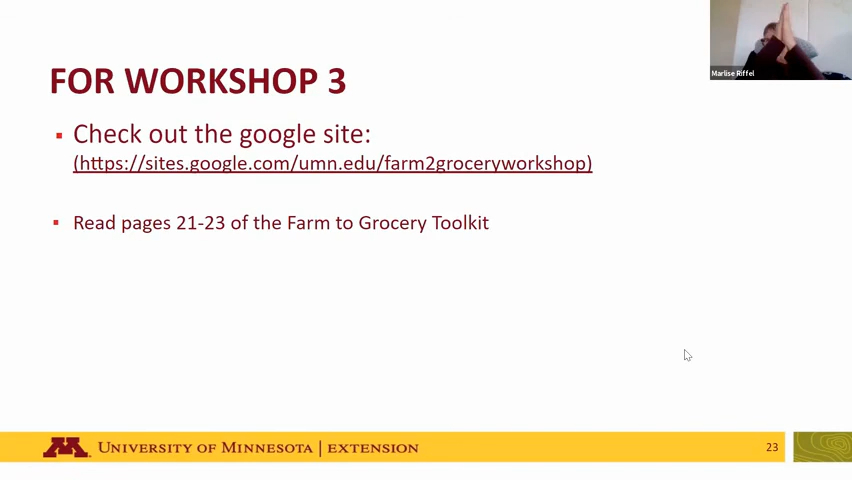 Marlise Riffel
FOR WORKSHOP 3
▪ Check out the google site:
(https://sites.google.com/umn.edu/farm2groceryworkshop)
▪ Read pages 21-23 of the Farm to Grocery Toolkit
M UNIVERSITY OF MINNESOTA | EXTENSION
23